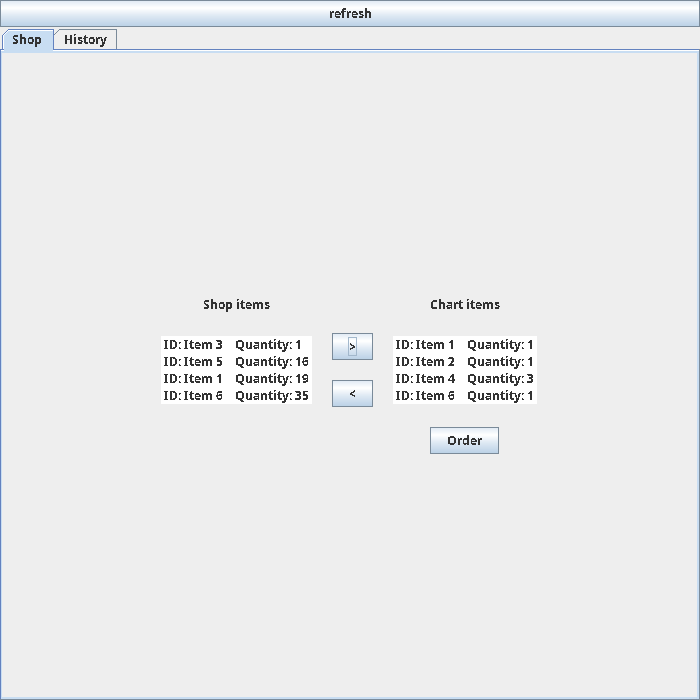 refresh
Shop History
Shop items
ID: Item 3 Quantity: 1
ID: Item 5 Quantity: 16
ID: Item 1 Quantity: 19
ID: Item 6 Quantity: 35
>
<
Chart items
ID: Item 1 Quantity: 1
ID: Item 2 Quantity: 1
ID: Item 4 Quantity: 3
ID: Item 6 Quantity: 1
Order